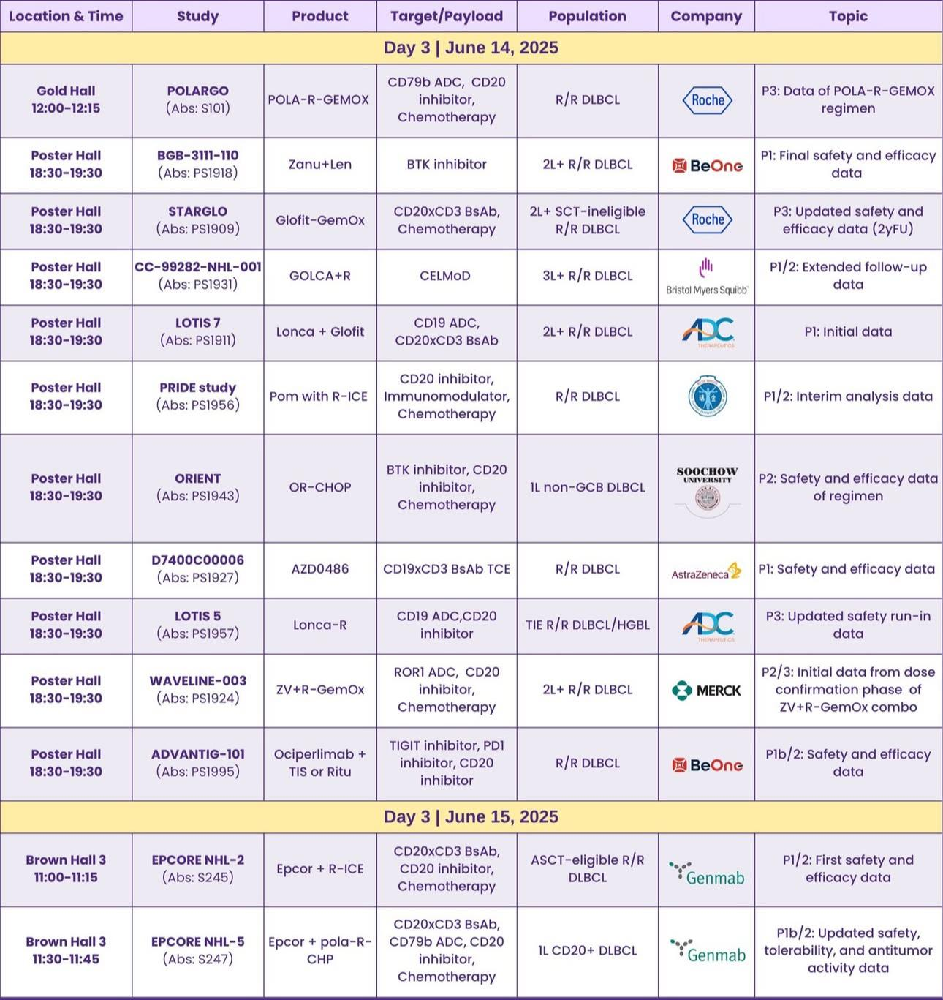 Location & Time Study Product Target/Payload Population Company Topic
Day 3 | June 14, 2025
Gold Hall
12:00-12:15
POLARGO
(Abs: S101)
POLA-R-GEMOX
CD79b ADC, CD20
inhibitor,
Chemotherapy
R/R DLBCL
Roche
P3: Data of POLA-R-GEMOX
regimen
Poster Hall
18:30-19:30
BGB-3111-110
(Abs: PS1918)
Zanu+Len
BTK inhibitor
2L+ R/R DLBCL
BeOne
P1: Final safety and efficacy
data
Poster Hall
18:30-19:30
STARGLO
(Abs: PS1909)
Glofit-GemOx
CD20xCD3 BsAb,
Chemotherapy
2L+ SCT-ineligible
R/R DLBCL
Roche
P3: Updated safety and
efficacy data (2yFU)
Poster Hall
18:30-19:30
CC-99282-NHL-001
(Abs: PS1931)
GOLCA+R
CELMoD
3L+ R/R DLBCL
Bristol Myers Squibb
P1/2: Extended follow-up
data
Poster Hall
18:30-19:30
LOTIS 7
(Abs: PS1911)
Lonca + Glofit
CD19 ADC,
CD20xCD3 BsAb
2L+ R/R DLBCL
ADC
THERAPEUTICS
P1: Initial data
Poster Hall
18:30-19:30
PRIDE study
(Abs: PS1956)
Pom with R-ICE
CD20 inhibitor,
Immunomodulator,
Chemotherapy
R/R DLBCL
P1/2: Interim analysis data
Poster Hall
18:30-19:30
ORIENT
(Abs: PS1943)
OR-CHOP
BTK inhibitor, CD20
inhibitor,
Chemotherapy
1L non-GCB DLBCL
SOOCHOW
UNIVERSITY
P2: Safety and efficacy data
of regimen
Poster Hall
18:30-19:30
D7400C00006
(Abs: PS1927)
AZD0486
CD19xCD3 BsAb TCE
R/R DLBCL
AstraZeneca
P1: Safety and efficacy data
Poster Hall
18:30-19:30
LOTIS 5
(Abs: PS1957)
Lonca-R
CD19 ADC,CD20
inhibitor
TIE R/R DLBCL/HGBL
ADC
THERAPEUTICS
P3: Updated safety run-in
data
Poster Hall
18:30-19:30
WAVELINE-003
(Abs: PS1924)
ZV+R-GemOx
ROR1 ADC, CD20
inhibitor,
Chemotherapy
2L+ R/R DLBCL
MERCK
P2/3: Initial data from dose
confirmation phase of
ZV+R-GemOx combo
Poster Hall
18:30-19:30
ADVANTIG-101
(Abs: PS1995)
Ociperlimab +
TIS or Ritu
TIGIT inhibitor, PD1
inhibitor, CD20
inhibitor
R/R DLBCL
BeOne
P1b/2: Safety and efficacy
data
Day 3 | June 15, 2025
Brown Hall 3
11:00-11:15
EPCORE NHL-2
(Abs: S245)
Epcor + R-ICE
CD20xCD3 BsAb,
CD20 inhibitor,
Chemotherapy
ASCT-eligible R/R
DLBCL
Genmab
P1/2: First safety and
efficacy data
Brown Hall 3
11:30-11:45
EPCORE NHL-5
(Abs: S247)
Epcor + pola-R-
CHP
CD20xCD3 BsAb,
CD79b ADC, CD20
inhibitor,
Chemotherapy
1L CD20+ DLBCL
Genmab
P1b/2: Updated safety,
tolerability, and antitumor
activity data